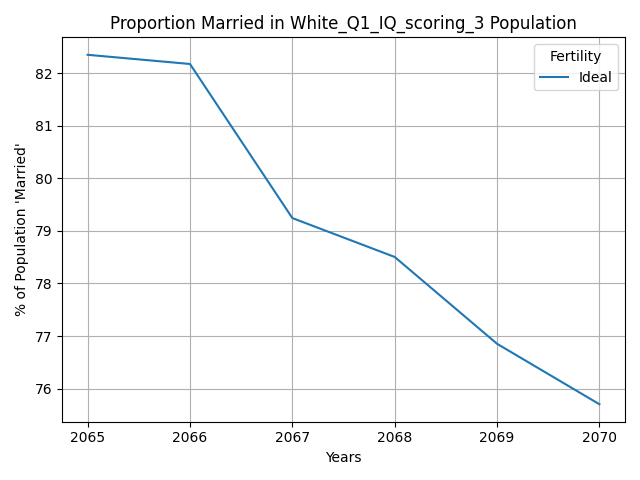 Proportion Married in White_Q1_IQ_scoring_3 Population
Fertility
Ideal
% of Population 'Married'
82
81
80
79
78
77
76
2065 2066 2067 2068 2069 2070
Years